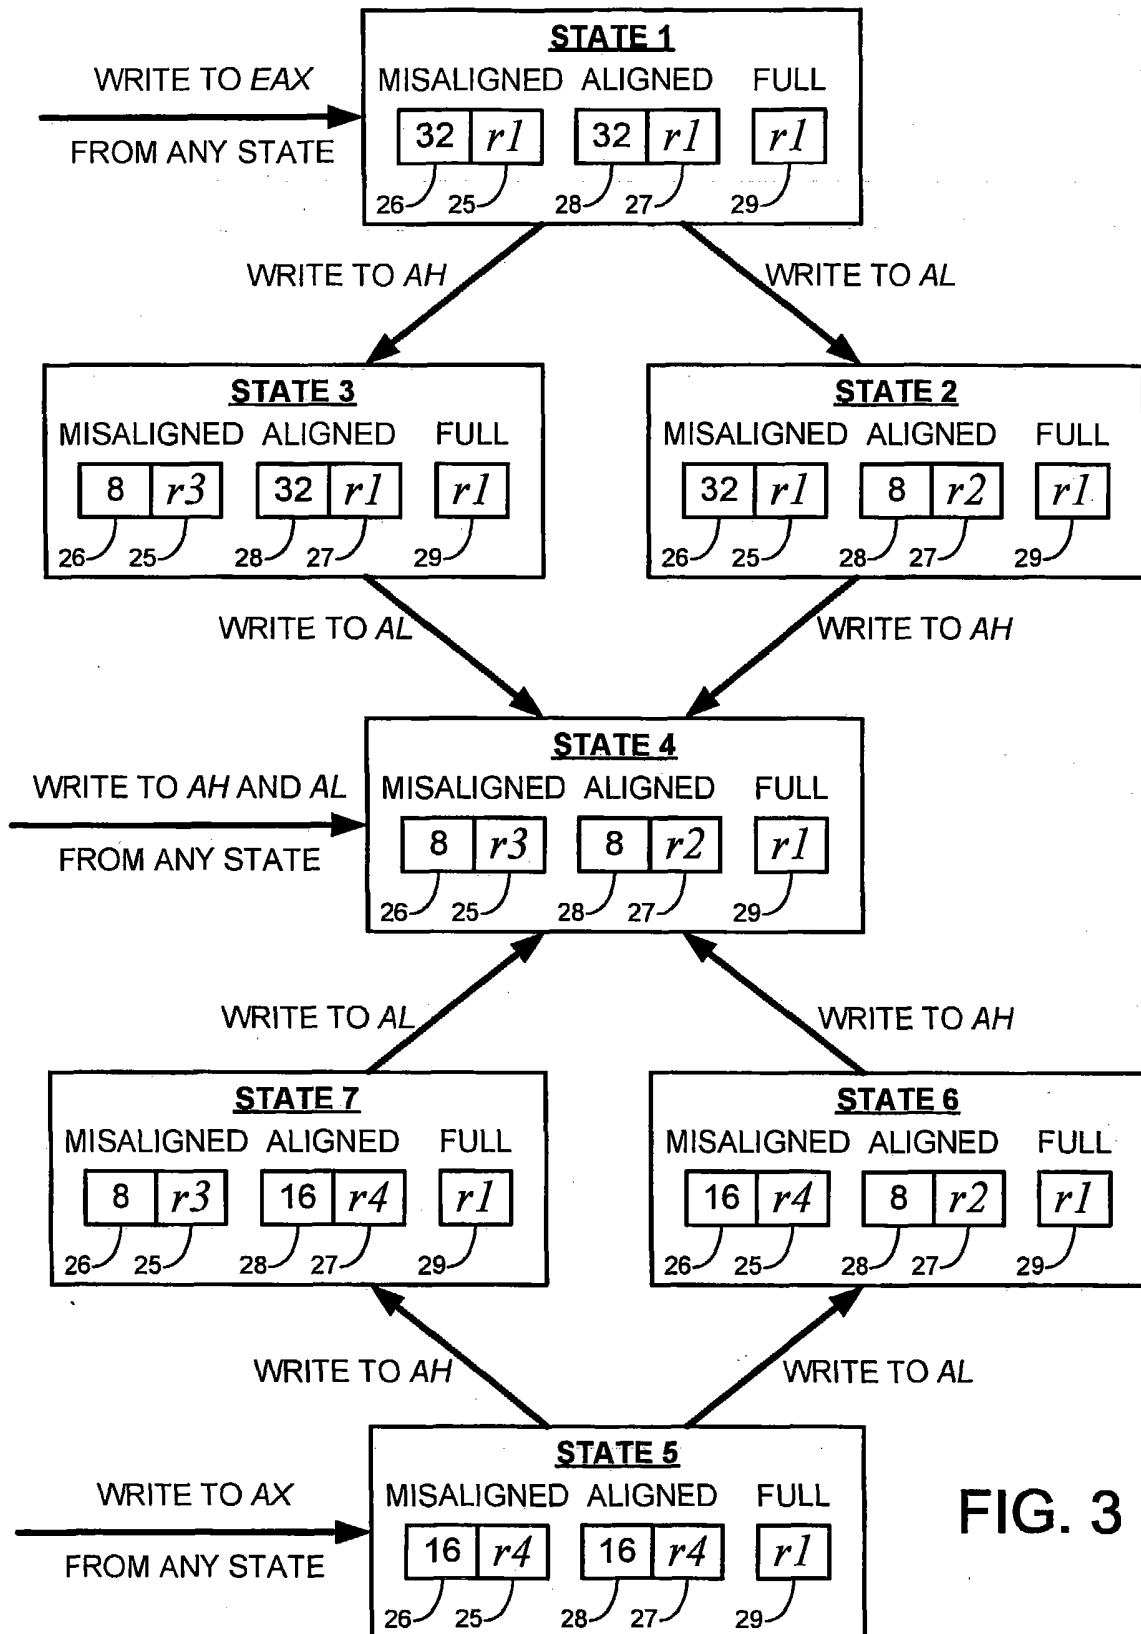 STATE 1
WRITE TO EAX
MISALIGNED ALIGNED FULL
32 r1 32 r1 r1
FROM ANY STATE
26 25 28 27 29
WRITE TO AH WRITE TO AL
STATE 3 STATE 2
MISALIGNED ALIGNED FULL MISALIGNED ALIGNED FULL
8 r3 32 r1 r1 32 r1 8 r2 r1
26 25 28 27 29 26 25 28 27 29
WRITE TO AL WRITE TO AH
STATE 4
WRITE TO AH AND AL
MISALIGNED ALIGNED FULL
8 r3 8 r2 r1
FROM ANY STATE
26 25 28 27 29
WRITE TO AL WRITE TO AH
STATE 7 STATE 6
MISALIGNED ALIGNED FULL MISALIGNED ALIGNED FULL
8 r3 16 r4 r1 16 r4 8 r2 r1
26 25 28 27 29 26 25 28 27 29
WRITE TO AH WRITE TO AL
STATE 5
WRITE TO AX
MISALIGNED ALIGNED FULL
16 r4 16 r4 r1
FROM ANY STATE
26 25 28 27 29
FIG. 3